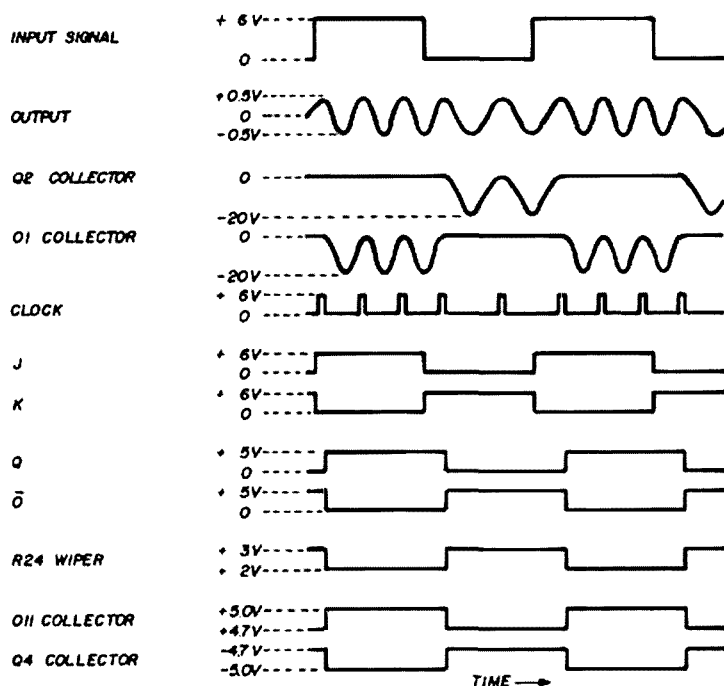 INPUT SIGNAL
+ 6V
0
OUTPUT
+0.5V
0
-0.5V
Q2 COLLECTOR
0
-20V
Q1 COLLECTOR
0
-20V
CLOCK
+ 6V
0
J
+ 6V
0
K
+ 6V
0
Q
+ 5V
0
Q̅
+ 5V
0
R24 WIPER
+ 3V
+ 2V
Q11 COLLECTOR
+5.0V
+4.7V
Q4 COLLECTOR
-4.7V
-5.0V
TIME